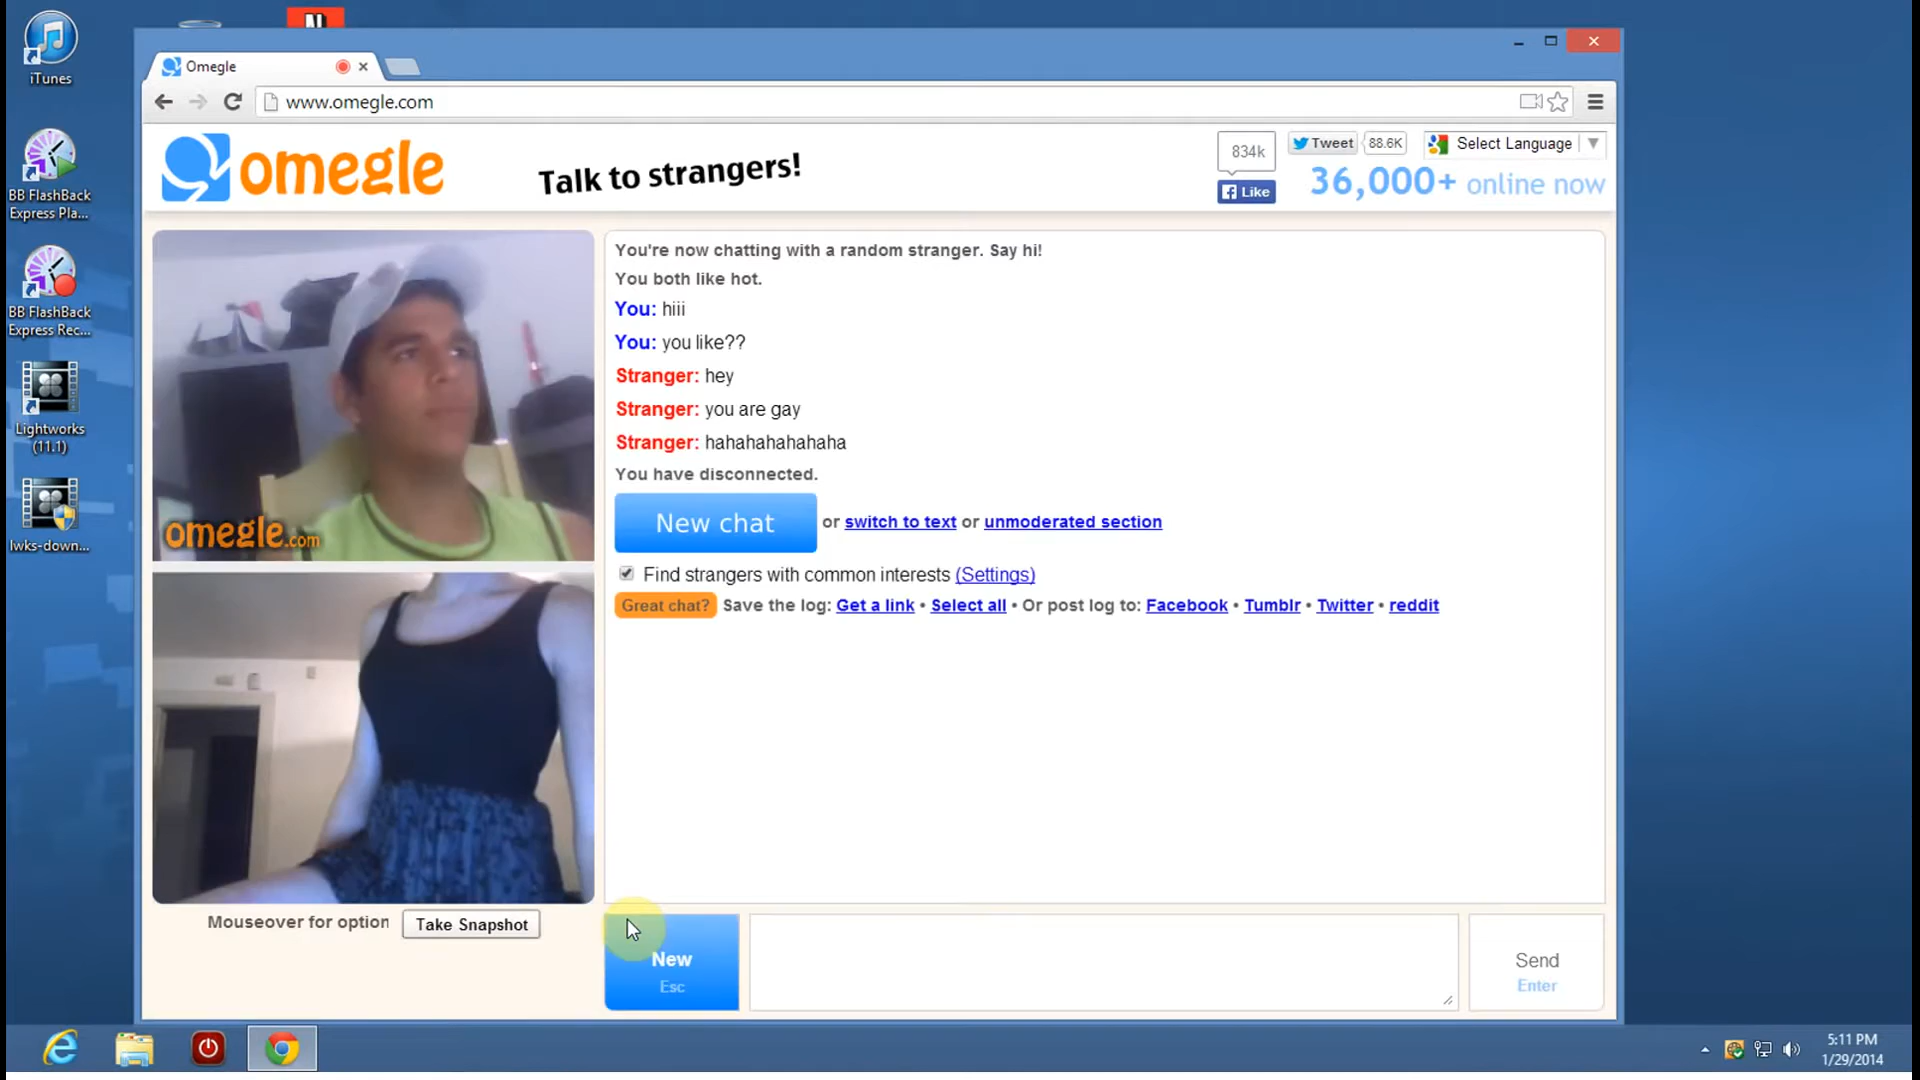 iTunes
BB FlashBack
Express Pla...
BB FlashBack
Express Rec...
Lightworks
(11.1)
lwks-down...
Omegle
www.omegle.com
omegle
Talk to strangers!
834k
Like
Tweet
88.6K
Select Language
36,000+ online now
omegle.com
You're now chatting with a random stranger. Say hi!
You both like hot.
You: hiii
You: you like??
Stranger: hey
Stranger: you are gay
Stranger: hahahahahahaha
You have disconnected.
New chat or switch to text or unmoderated section
Find strangers with common interests (Settings)
Great chat? Save the log: Get a link • Select all • Or post log to: Facebook • Tumblr • Twitter • reddit
Mouseover for option
Take Snapshot
New
Esc
Send
Enter
5:11 PM
1/29/2014